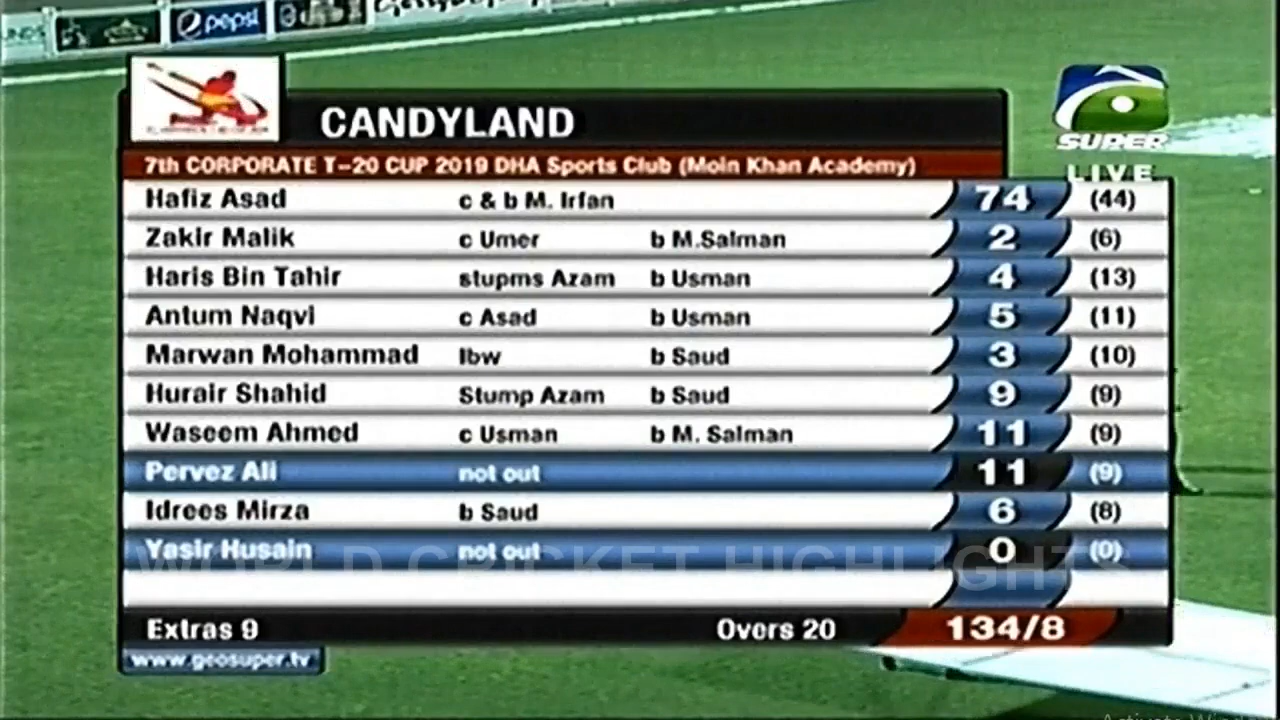 pepsi
CANDYLAND
SUPER
LIVE
7th CORPORATE T-20 CUP 2019 DHA Sports Club (Moin Khan Academy)
Hafiz Asad c & b M. Irfan 74 (44)
Zakir Malik c Umer b M.Salman 2 (6)
Haris Bin Tahir stupms Azam b Usman 4 (13)
Antum Naqvi c Asad b Usman 5 (11)
Marwan Mohammad lbw b Saud 3 (10)
Hurair Shahid Stump Azam b Saud 9 (9)
Waseem Ahmed c Usman b M. Salman 11 (9)
Pervez Ali not out 11 (9)
Idrees Mirza b Saud 6 (8)
Yasir Husain not out 0 (0)
WORLD CRICKET HIGHLIGHTS
Extras 9 Overs 20 134/8
www.geosuper.tv